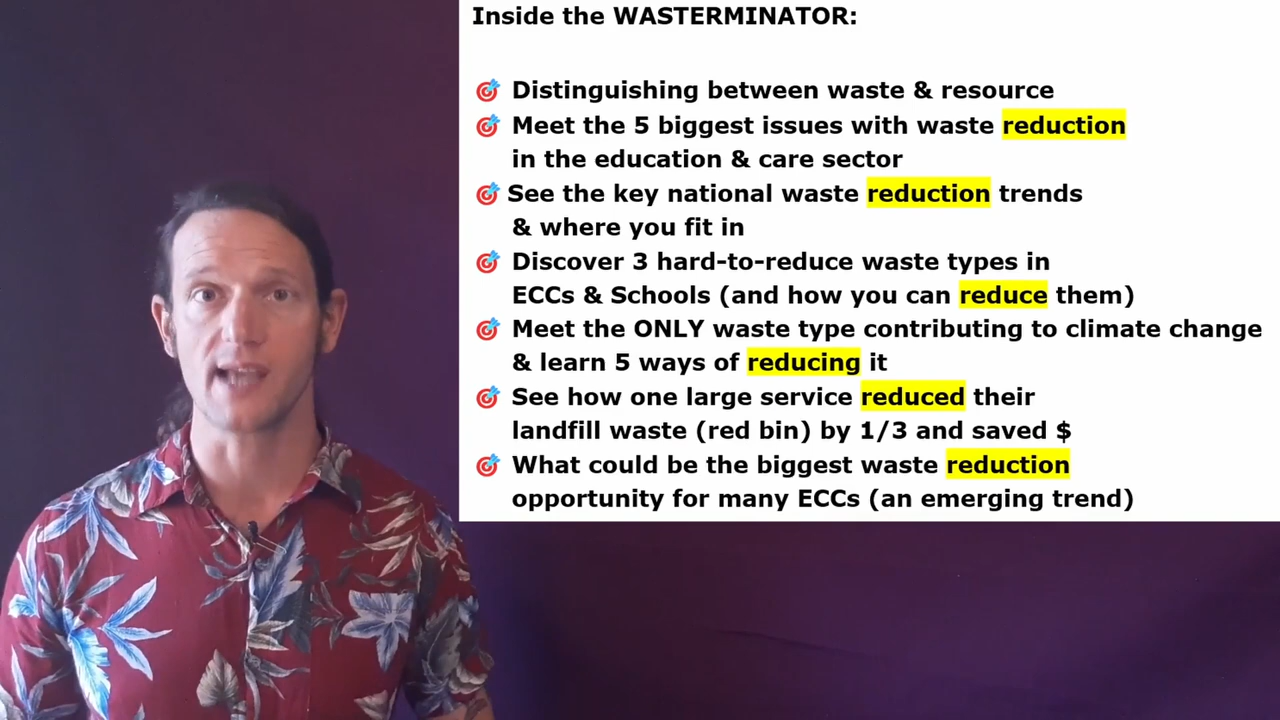 Inside the WASTERMINATOR:
🎯 Distinguishing between waste & resource
🎯 Meet the 5 biggest issues with waste reduction
in the education & care sector
🎯 See the key national waste reduction trends
& where you fit in
🎯 Discover 3 hard-to-reduce waste types in
ECCs & Schools (and how you can reduce them)
🎯 Meet the ONLY waste type contributing to climate change
& learn 5 ways of reducing it
🎯 See how one large service reduced their
landfill waste (red bin) by 1/3 and saved $
🎯 What could be the biggest waste reduction
opportunity for many ECCs (an emerging trend)